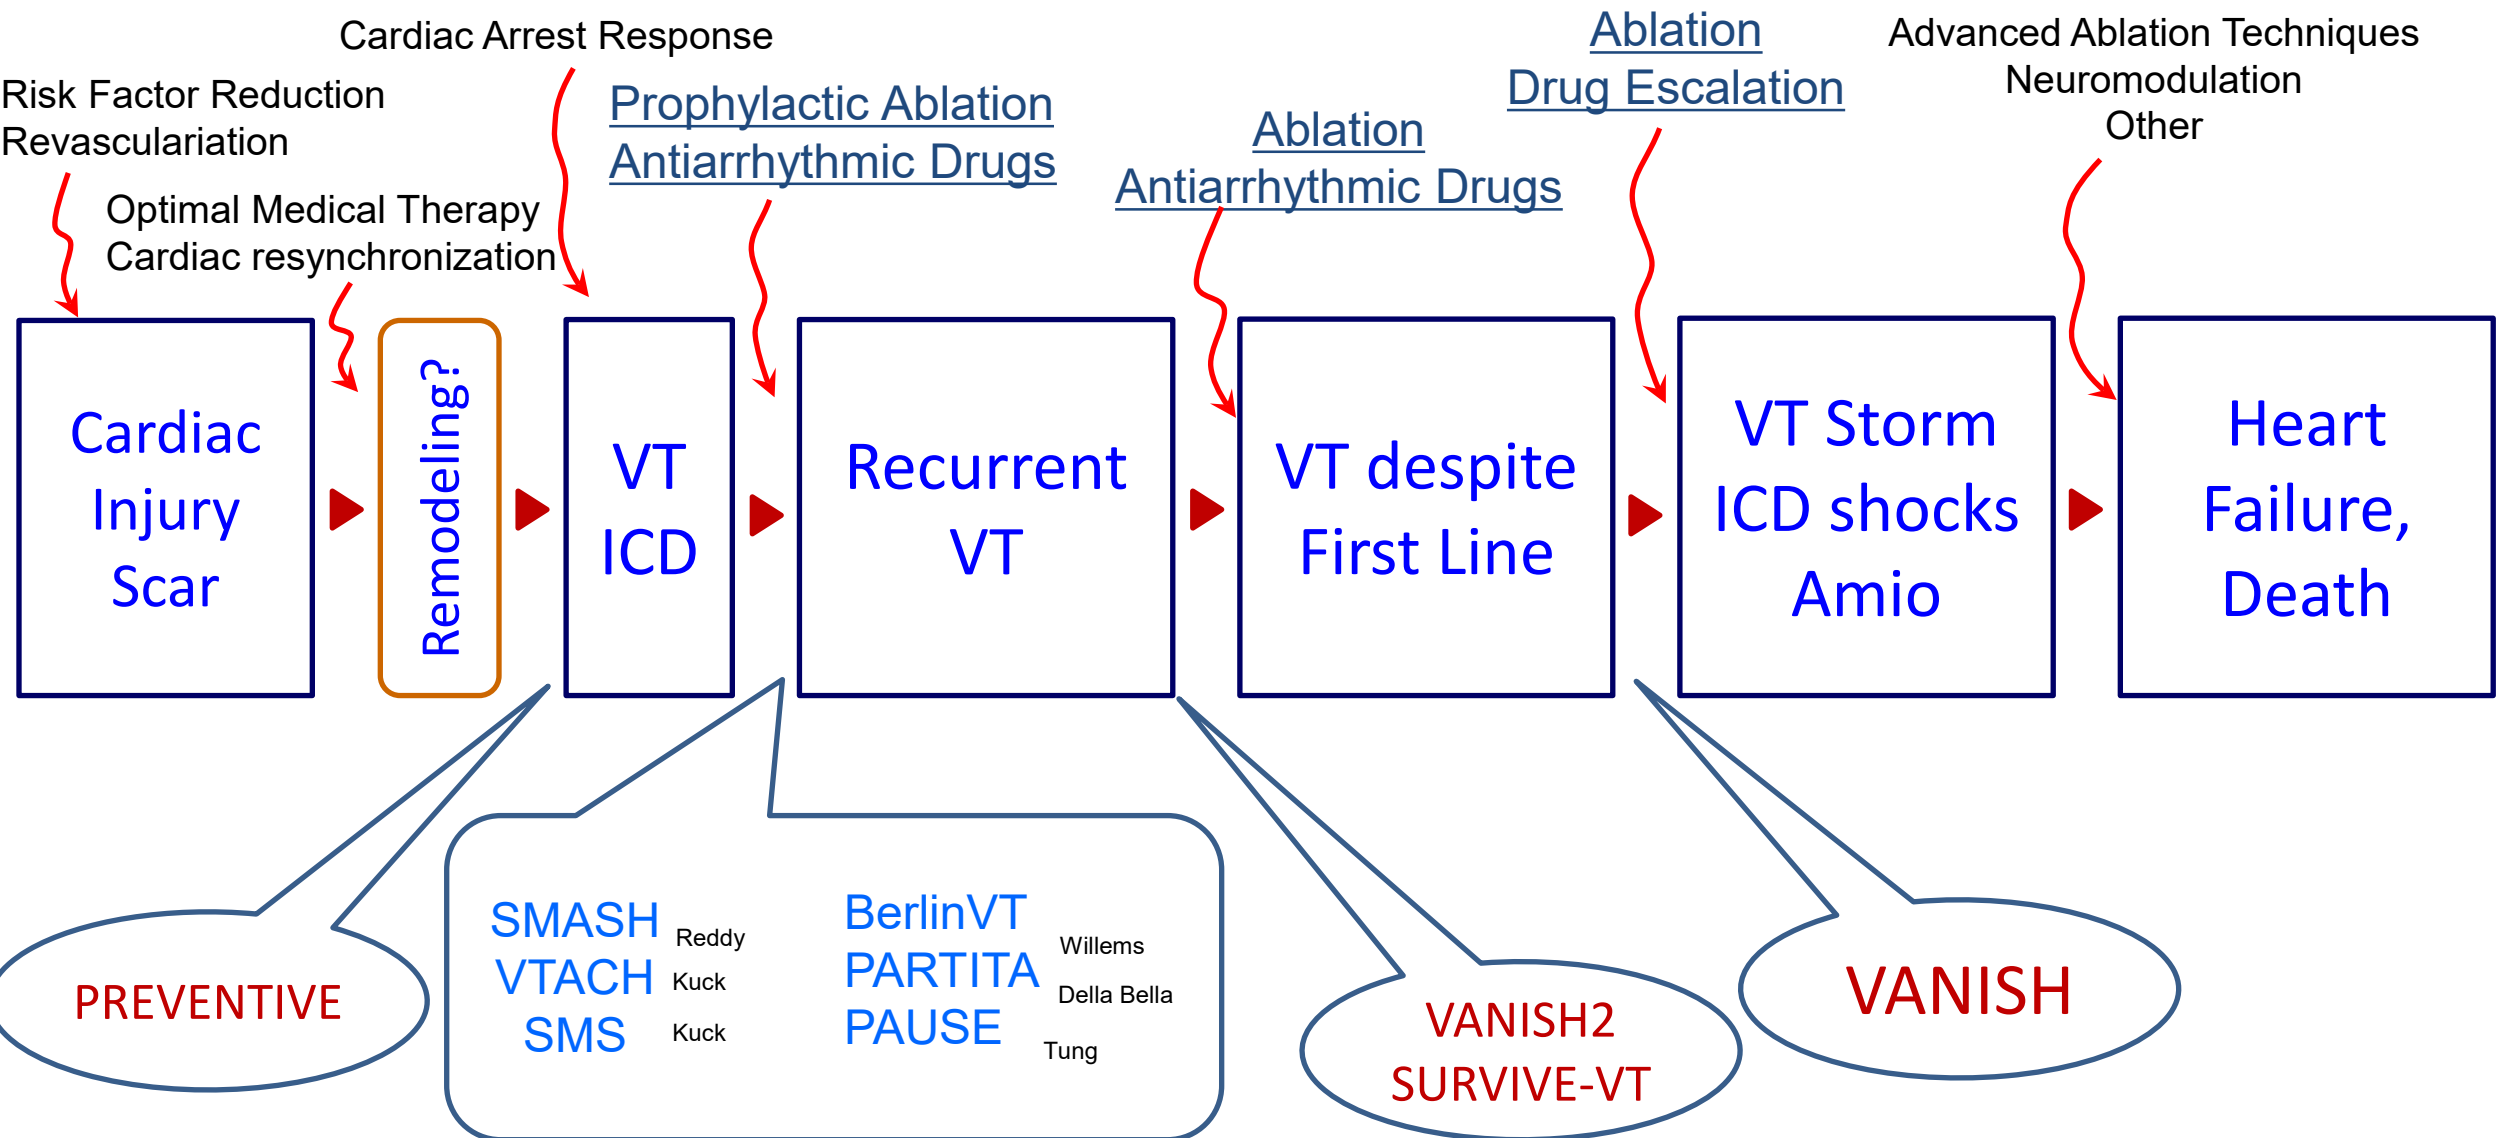 Cardiac Arrest Response
Risk Factor Reduction
Revasculariation
Optimal Medical Therapy
Cardiac resynchronization
Prophylactic Ablation
Antiarrhythmic Drugs
Ablation
Antiarrhythmic Drugs
Ablation
Drug Escalation
Advanced Ablation Techniques
Neuromodulation
Other
Cardiac
Injury
Scar
Remodeling?
VT
ICD
Recurrent
VT
VT despite
First Line
VT Storm
ICD shocks
Amio
Heart
Failure,
Death
PREVENTIVE
SMASH Reddy
VTACH Kuck
SMS Kuck
BerlinVT Willems
PARTITA Della Bella
PAUSE Tung
VANISH2
SURVIVE-VT
VANISH